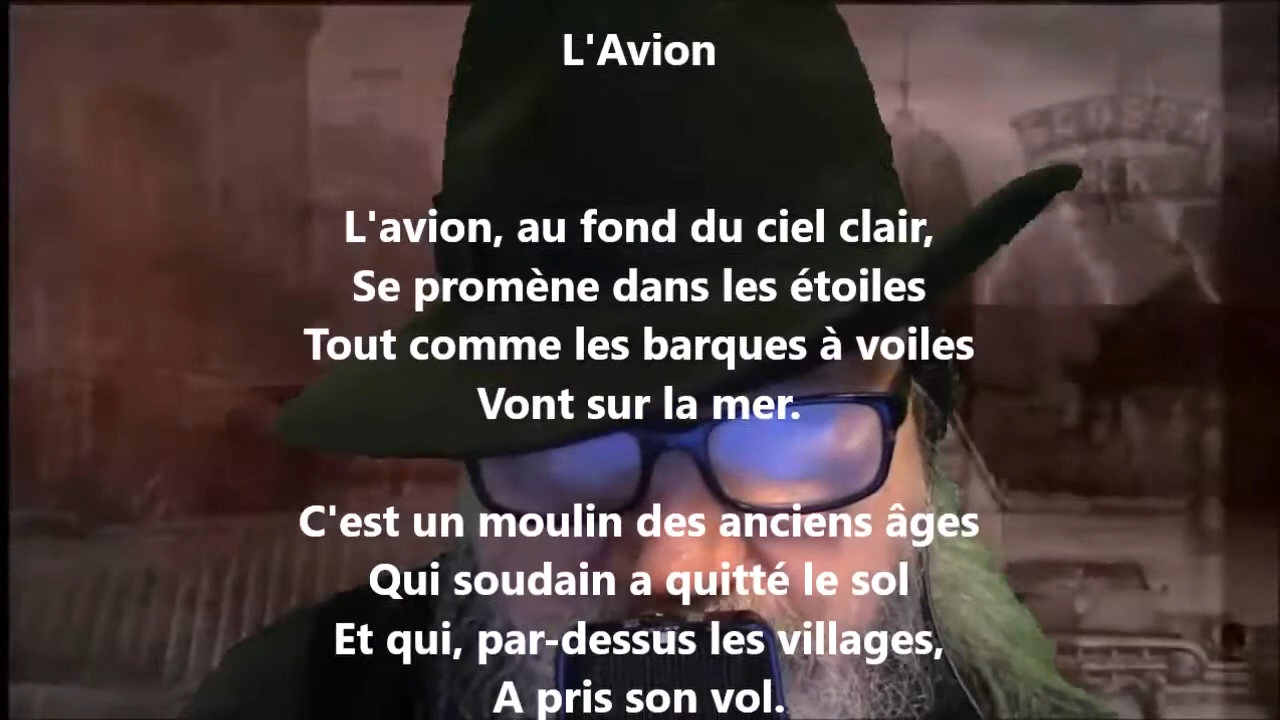 L'Avion
L'avion, au fond du ciel clair,
Se promène dans les étoiles
Tout comme les barques à voiles
Vont sur la mer.
C'est un moulin des anciens âges
Qui soudain a quitté le sol
Et qui, par-dessus les villages,
A pris son vol.